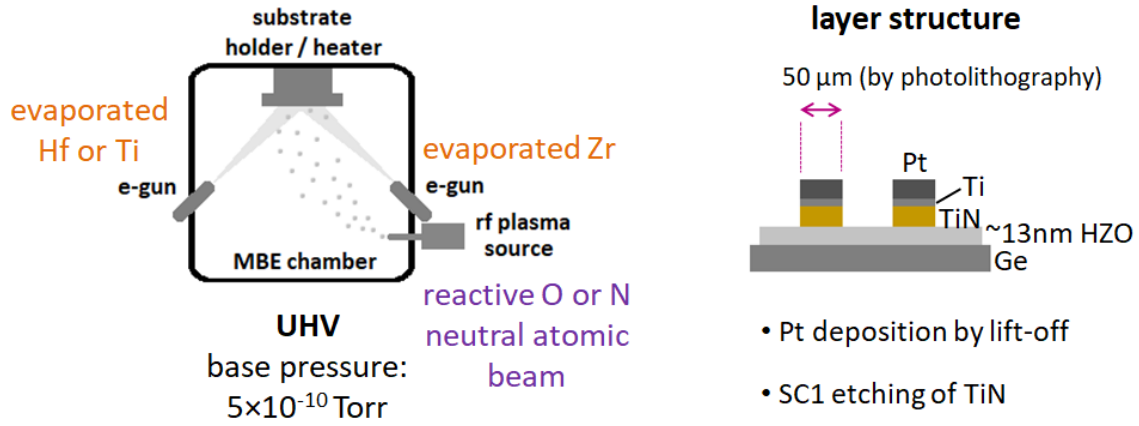 substrate
holder / heater
evaporated
Hf or Ti
evaporated Zr
e-gun
e-gun
rf plasma
source
MBE chamber
reactive O or N
neutral atomic
beam
UHV
base pressure:
5×10⁻¹⁰ Torr
layer structure
50 µm (by photolithography)
Pt
Ti
TiN
~13nm HZO
Ge
• Pt deposition by lift-off
• SC1 etching of TiN